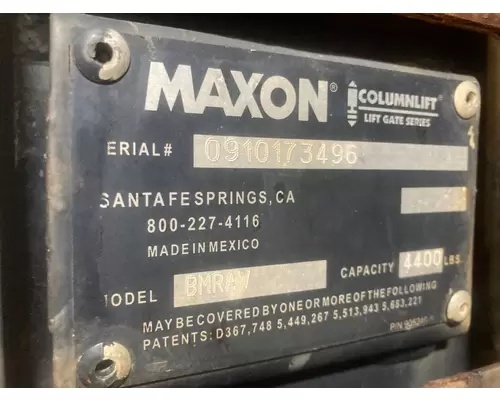 MAXON® COLUMNLIFT®
LIFT GATE SERIES
ERIAL# 0910173496
SANTA FE SPRINGS, CA
800-227-4116
MADE IN MEXICO
CAPACITY 4400 LBS.
ODEL
MAY BE COVERED BY ONE OR MORE OF THE FOLLOWING
PATENTS: D367,748 5,449,267 5,513,943 5,683,221
P/N